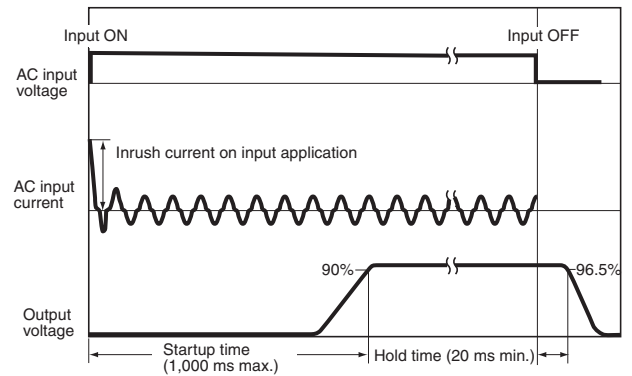 Input ON
Input OFF
AC input
voltage
Inrush current on input application
AC input
current
90%
96.5%
Output
voltage
Startup time
(1,000 ms max.)
Hold time (20 ms min.)